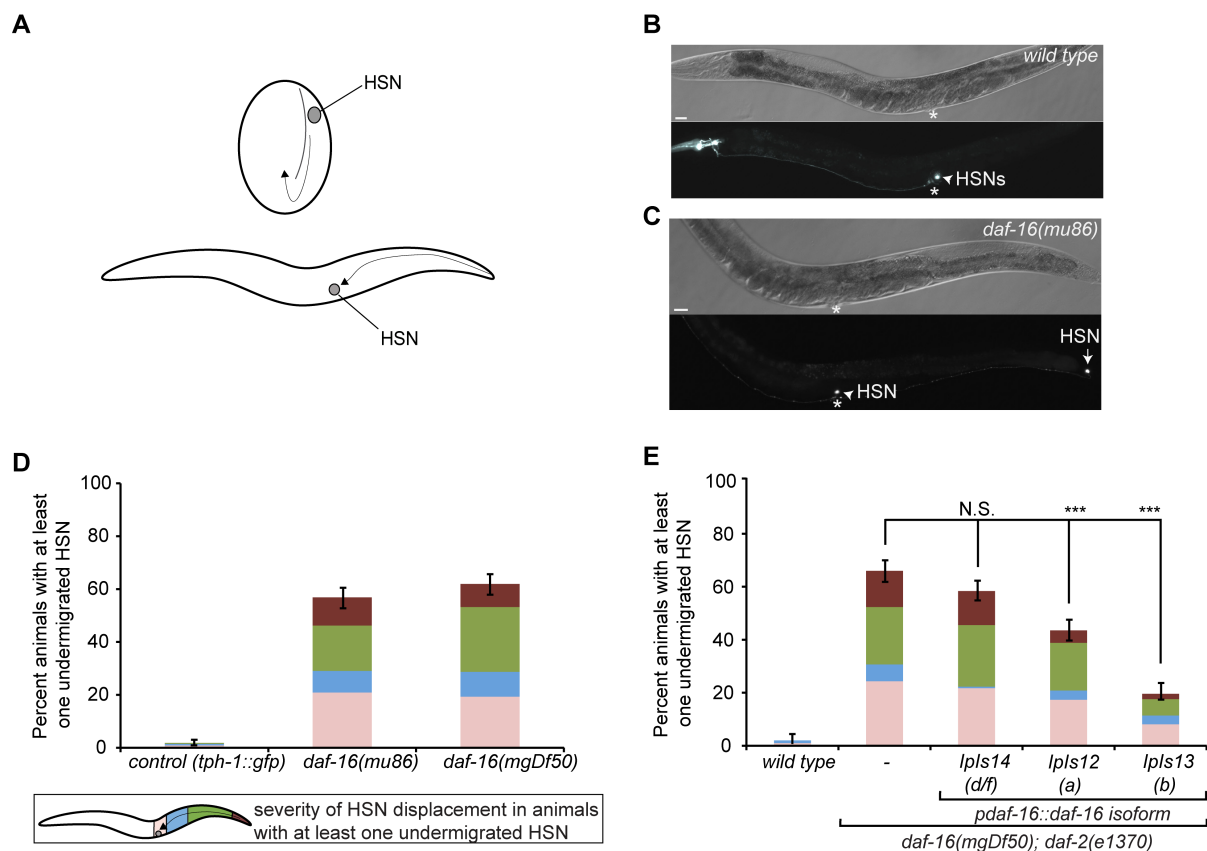 A
HSN
HSN
B
wild type
*
HSNs
*
C
daf-16(mu86)
*
HSN
HSN
*
D
Percent animals with at least
one undermigrated HSN
100
80
60
40
20
0
control (tph-1::gfp)
daf-16(mu86)
daf-16(mgDf50)
severity of HSN displacement in animals
with at least one undermigrated HSN
E
Percent animals with at least
one undermigrated HSN
100
80
60
40
20
0
N.S.
***
***
wild type
-
lpIs14
(d/f)
lpIs12
(a)
lpIs13
(b)
pdaf-16::daf-16 isoform
daf-16(mgDf50); daf-2(e1370)